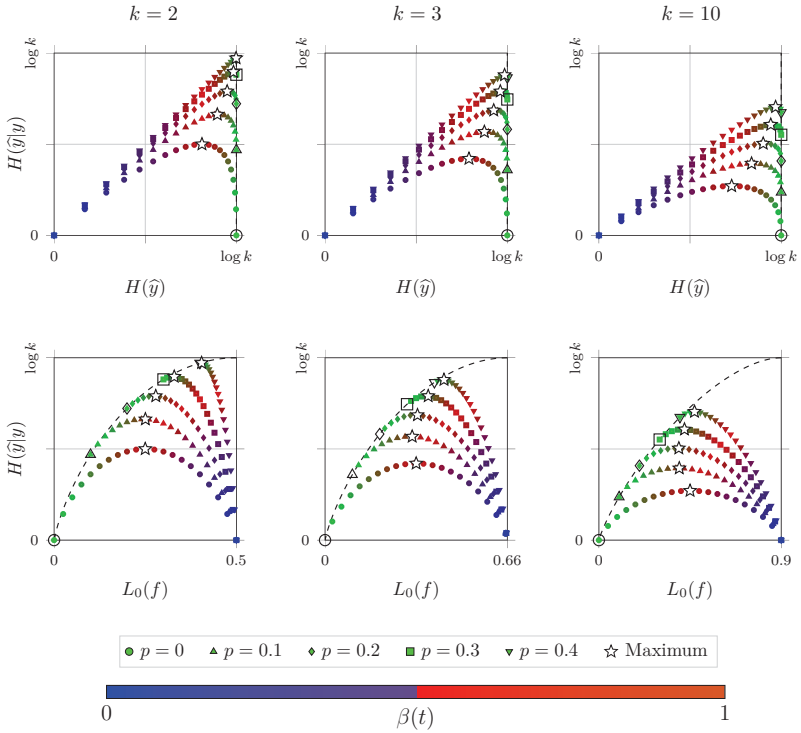 k = 2
k = 3
k = 10
log k
H(ŷ|y)
0
0
log k
H(ŷ)
log k
0
0
log k
H(ŷ)
log k
0
0
log k
H(ŷ)
log k
H(ŷ|y)
0
0
0.5
L₀(f)
log k
0
0
0.66
L₀(f)
log k
0
0
0.9
L₀(f)
p = 0 p = 0.1 p = 0.2 p = 0.3 p = 0.4 Maximum
0 β(t) 1